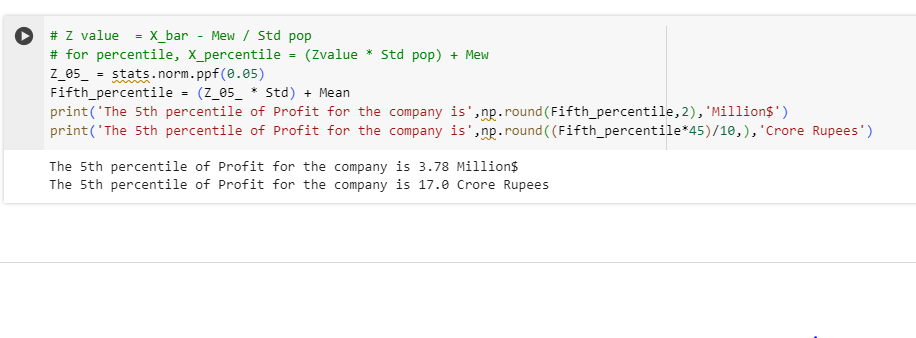 # Z value  = X_bar - Mew / Std pop
# for percentile, X_percentile = (Zvalue * Std pop) + Mew
Z_05_ = stats.norm.ppf(0.05)
Fifth_percentile = (Z_05_ * Std) + Mean
print('The 5th percentile of Profit for the company is',np.round(Fifth_percentile,2),'Million$')
print('The 5th percentile of Profit for the company is',np.round((Fifth_percentile*45)/10,),'Crore Rupees')
The 5th percentile of Profit for the company is 3.78 Million$
The 5th percentile of Profit for the company is 17.0 Crore Rupees